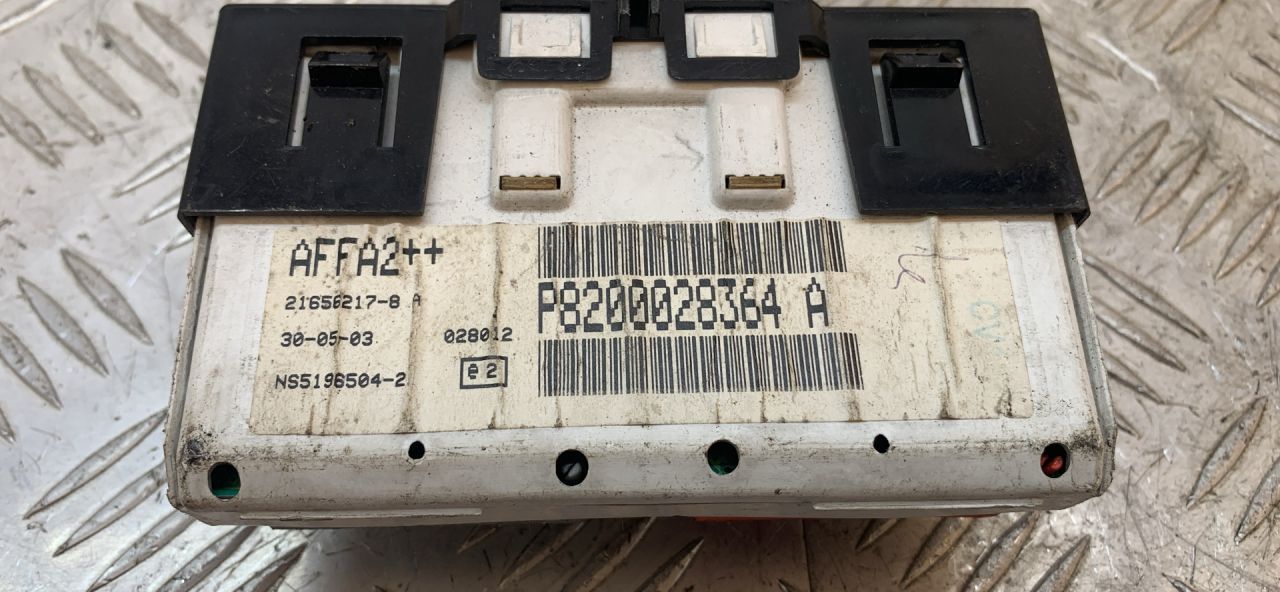 AFFA2++
21656217-8 A
30-05-03 028012
NS5196504-2 e2
P8200028364 A